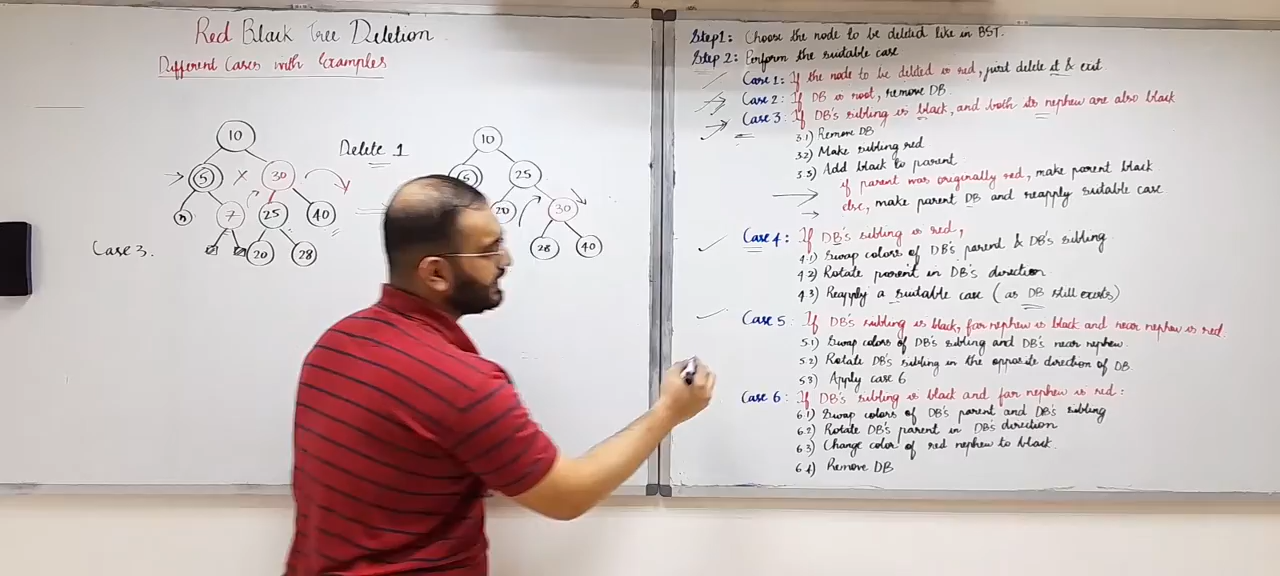 Red Black Tree Deletion
Different Cases with Examples
Delete 1
10
5
30
n
7
25
40
20
28
Case 3.
10
5
25
20
30
28
40
Step1: Choose the node to be deleted like in BST.
Step 2: Perform the suitable case
Case 1: If the node to be deleted is red, just delete it & exit
Case 2: If DB is root, remove DB.
Case 3: If DB's sibling is black, and both its nephew are also black
3.1) Remove DB
3.2) Make sibling red
3.3) Add black to parent
if parent was originally red, make parent black
else, make parent DB and reapply suitable case
Case 4: If DB's sibling is red,
4.1) Swap colors of DB's parent & DB's sibling.
4.2) Rotate parent in DB's direction.
4.3) Reapply a suitable case (as DB still exists)
Case 5: If DB's sibling is black, far nephew is black and near nephew is red.
5.1) Swap colors of DB's sibling and DB's near nephew.
5.2) Rotate DB's sibling in the opposite direction of DB.
5.3) Apply case 6
Case 6: If DB's sibling is black and far nephew is red:
6.1) Swap colors of DB's parent and DB's sibling
6.2) Rotate DB's parent in DB's direction
6.3) Change color of red nephew to black.
6.4) Remove DB